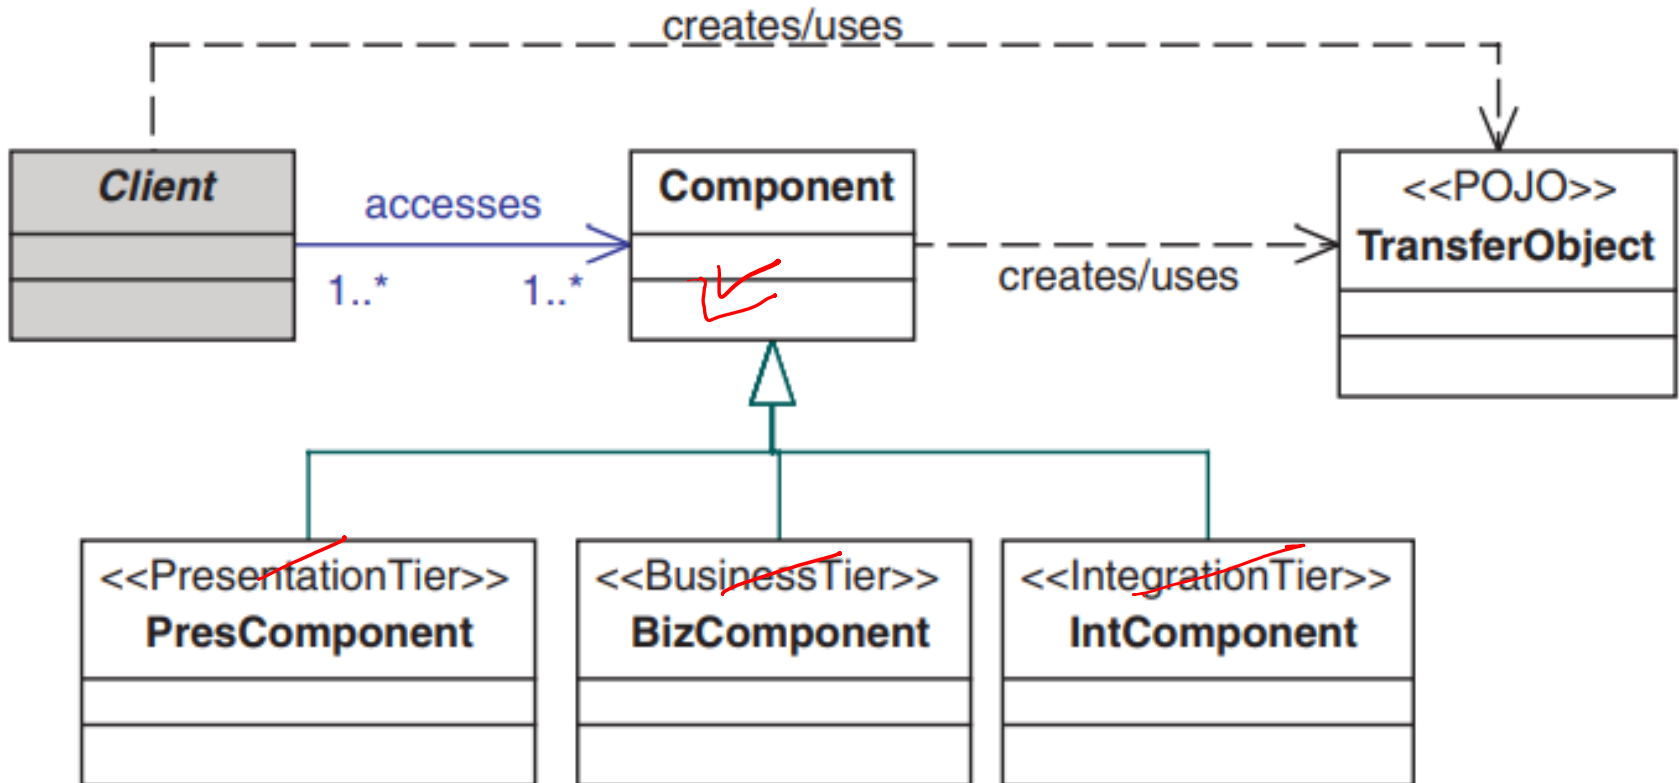 creates/uses
Client
accesses
1..*
1..*
Component
creates/uses
<<POJO>>
TransferObject
<<PresentationTier>>
PresComponent
<<BusinessTier>>
BizComponent
<<IntegrationTier>>
IntComponent